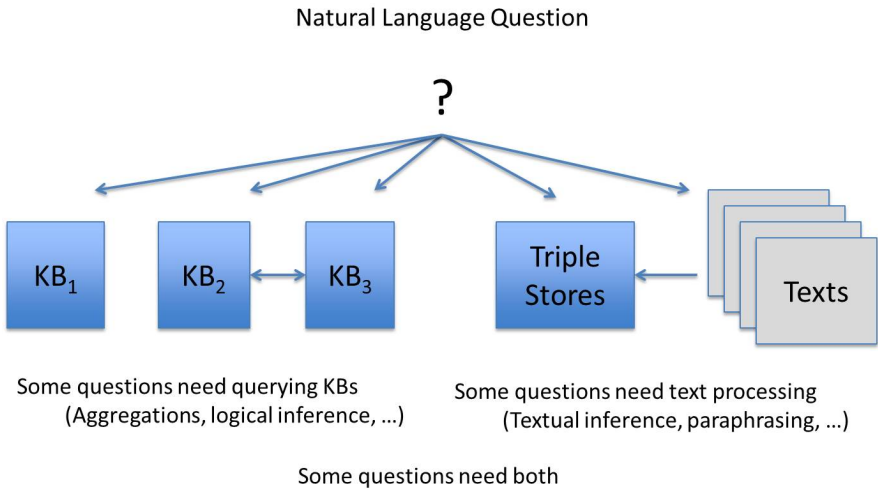 Natural Language Question
?
KB₁
KB₂
KB₃
Triple
Stores
Texts
Some questions need querying KBs
(Aggregations, logical inference, …)
Some questions need text processing
(Textual inference, paraphrasing, …)
Some questions need both